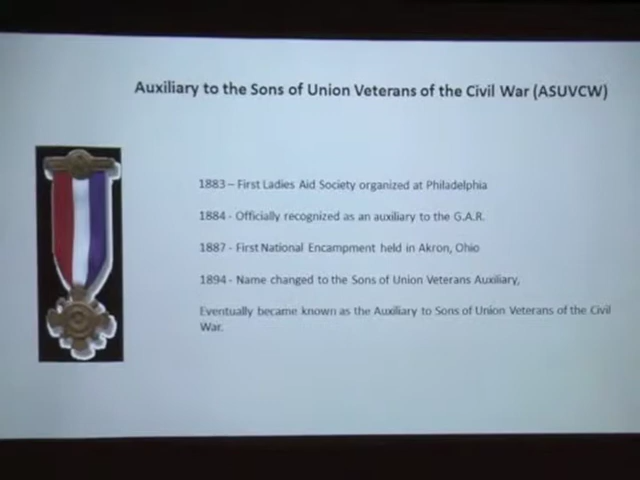 Auxiliary to the Sons of Union Veterans of the Civil War (ASUVCW)
1883 – First Ladies Aid Society organized at Philadelphia
1884 - Officially recognized as an auxiliary to the G.A.R.
1887 - First National Encampment held in Akron, Ohio
1894 - Name changed to the Sons of Union Veterans Auxiliary,
Eventually became known as the Auxiliary to Sons of Union Veterans of the Civil
War.